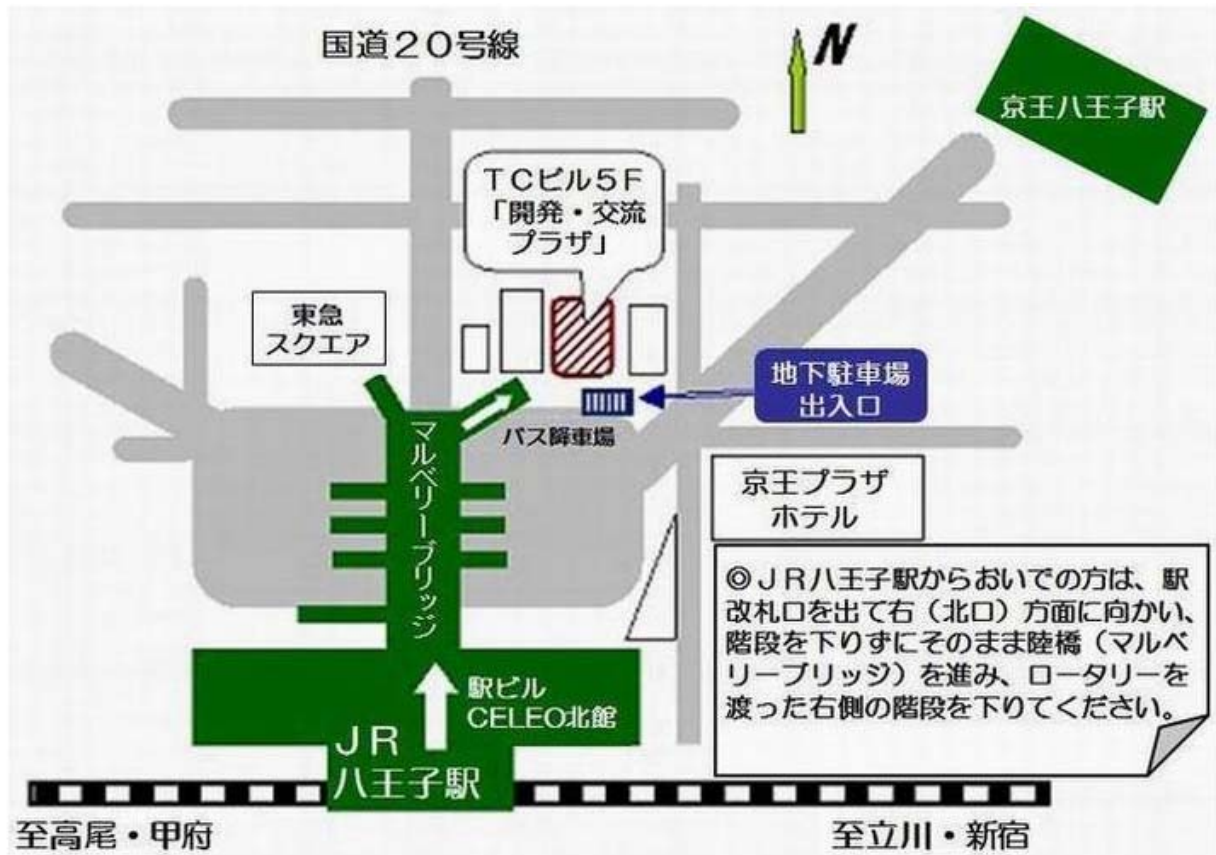 国道２０号線
N
京王八王子駅
ＴＣビル５Ｆ
「開発・交流
プラザ」
東急
スクエア
地下駐車場
出入口
バス降車場
マルベリーブリッジ
京王プラザ
ホテル
◎ＪＲ八王子駅からおいでの方は、駅
改札口を出て右（北口）方面に向かい、
階段を下りずにそのまま陸橋（マルベ
リーブリッジ）を進み、ロータリーを
渡った右側の階段を下りてください。
駅ビル
CELEO北館
ＪＲ
八王子駅
至高尾・甲府
至立川・新宿